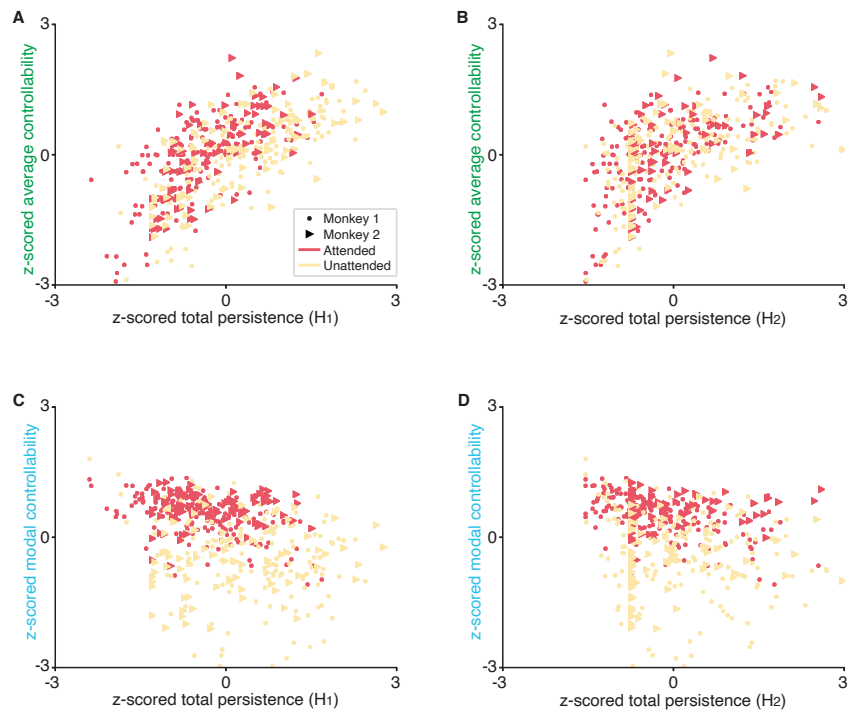 A
3
z-scored average controllability
0
-3
-3
0
3
z-scored total persistence (H1)
Monkey 1
Monkey 2
Attended
Unattended
B
3
z-scored average controllability
0
-3
-3
0
3
z-scored total persistence (H2)
C
3
z-scored modal controllability
0
-3
-3
0
3
z-scored total persistence (H1)
D
3
z-scored modal controllability
0
-3
-3
0
3
z-scored total persistence (H2)